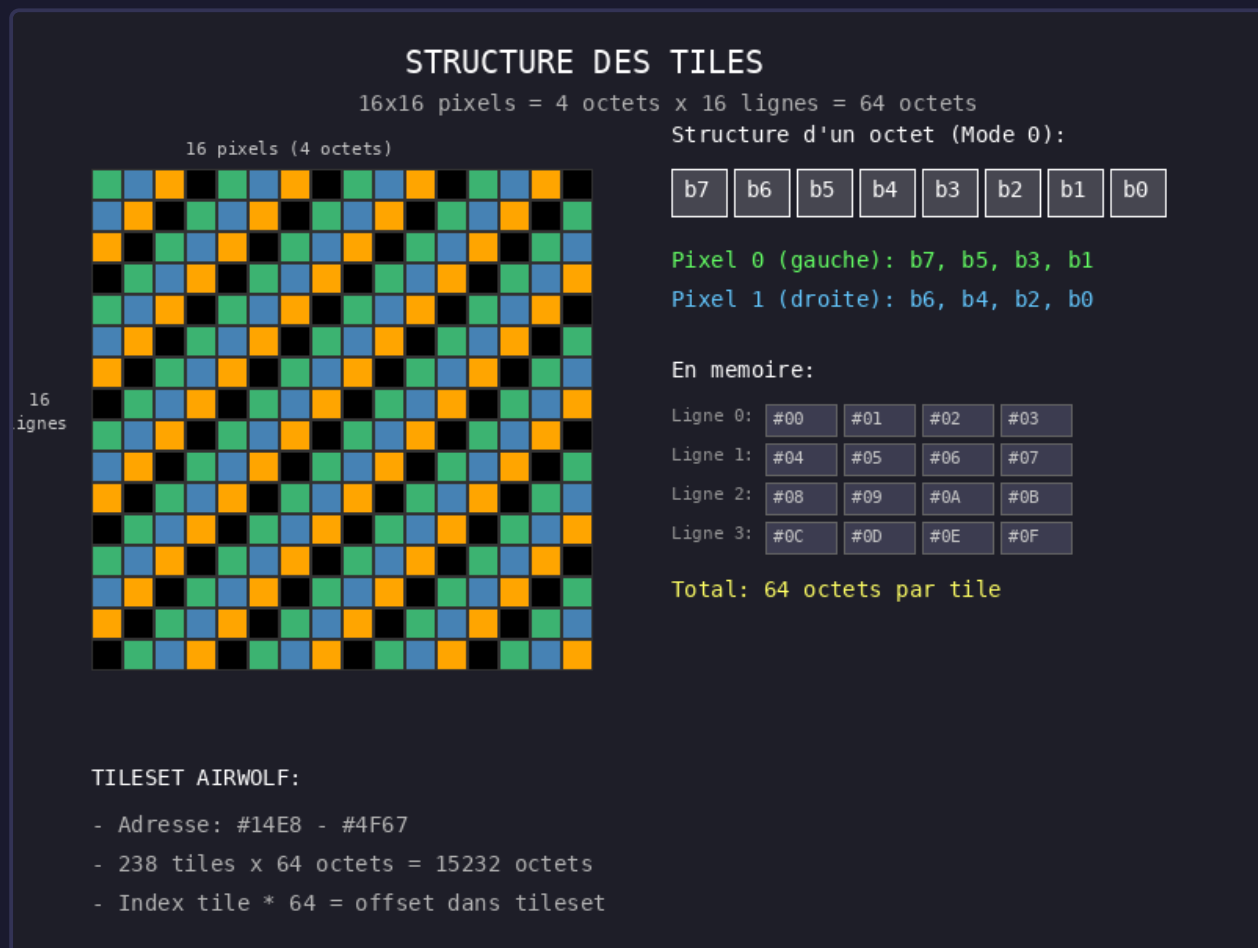 STRUCTURE DES TILES
16x16 pixels = 4 octets x 16 lignes = 64 octets
16 pixels (4 octets)
16
ignes
Structure d'un octet (Mode 0):
b7 b6 b5 b4 b3 b2 b1 b0
Pixel 0 (gauche): b7, b5, b3, b1
Pixel 1 (droite): b6, b4, b2, b0
En memoire:
Ligne 0: #00 #01 #02 #03
Ligne 1: #04 #05 #06 #07
Ligne 2: #08 #09 #0A #0B
Ligne 3: #0C #0D #0E #0F
Total: 64 octets par tile
TILESET AIRWOLF:
- Adresse: #14E8 - #4F67
- 238 tiles x 64 octets = 15232 octets
- Index tile * 64 = offset dans tileset